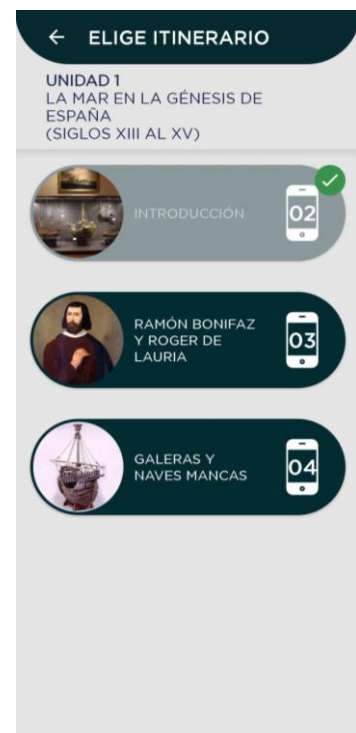 ELIGE ITINERARIO
UNIDAD 1
LA MAR EN LA GÉNESIS DE
ESPAÑA
(SIGLOS XIII AL XV)
INTRODUCCIÓN
02
RAMÓN BONIFAZ
Y ROGER DE
LAURIA
03
GALERAS Y
NAVES MANCAS
04